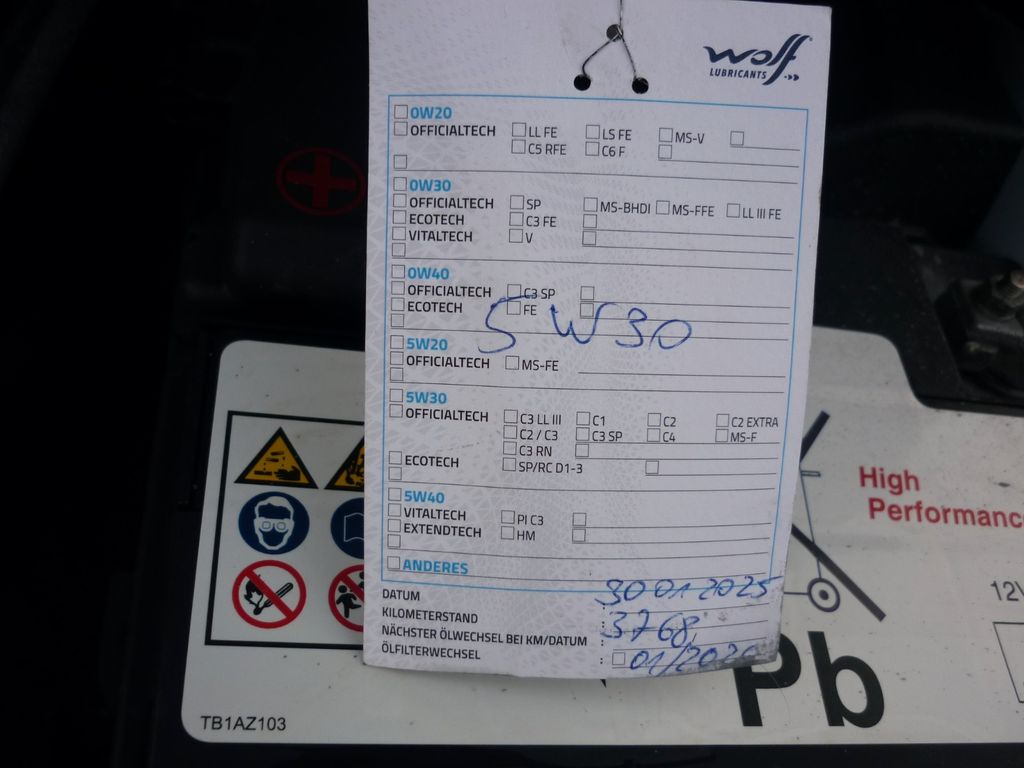 wolf
LUBRICANTS
0W20
OFFICIALTECH LL FE LS FE MS-V
C5 RFE C6 F
0W30
OFFICIALTECH SP MS-BHDI MS-FFE LL III FE
ECOTECH C3 FE
VITALTECH V
0W40
OFFICIALTECH C3 SP
ECOTECH FE
5W30
5W20
OFFICIALTECH MS-FE
5W30
OFFICIALTECH C3 LL III C1 C2 C2 EXTRA
C2 / C3 C3 SP C4 MS-F
C3 RN
ECOTECH SP/RC D1-3
5W40
VITALTECH PI C3
EXTENDTECH HM
ANDERES
DATUM 30 01 2025
KILOMETERSTAND : 3768
NÄCHSTER ÖLWECHSEL BEI KM/DATUM :
ÖLFILTERWECHSEL :
High
Performanc
12V
Pb
TB1AZ103